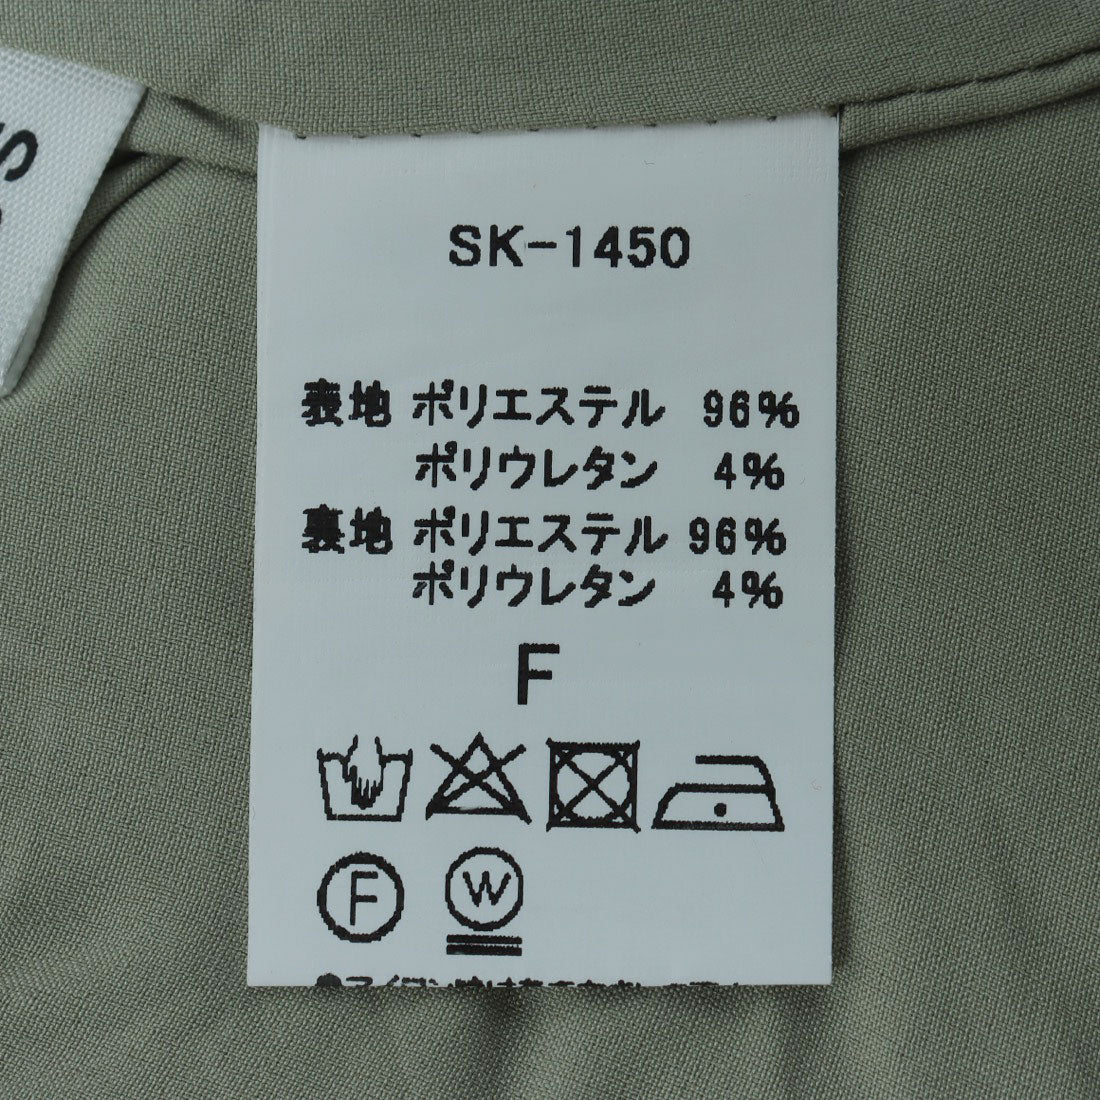 SK-1450
表地 ポリエステル 96%
ポリウレタン 4%
裏地 ポリエステル 96%
ポリウレタン 4%
F
F
W